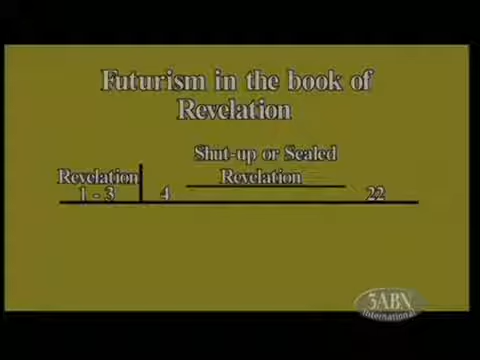 Futurism in the book of
Revelation
Shut-up or Sealed
Revelation Revelation
1 - 3 4 22
3ABN
International